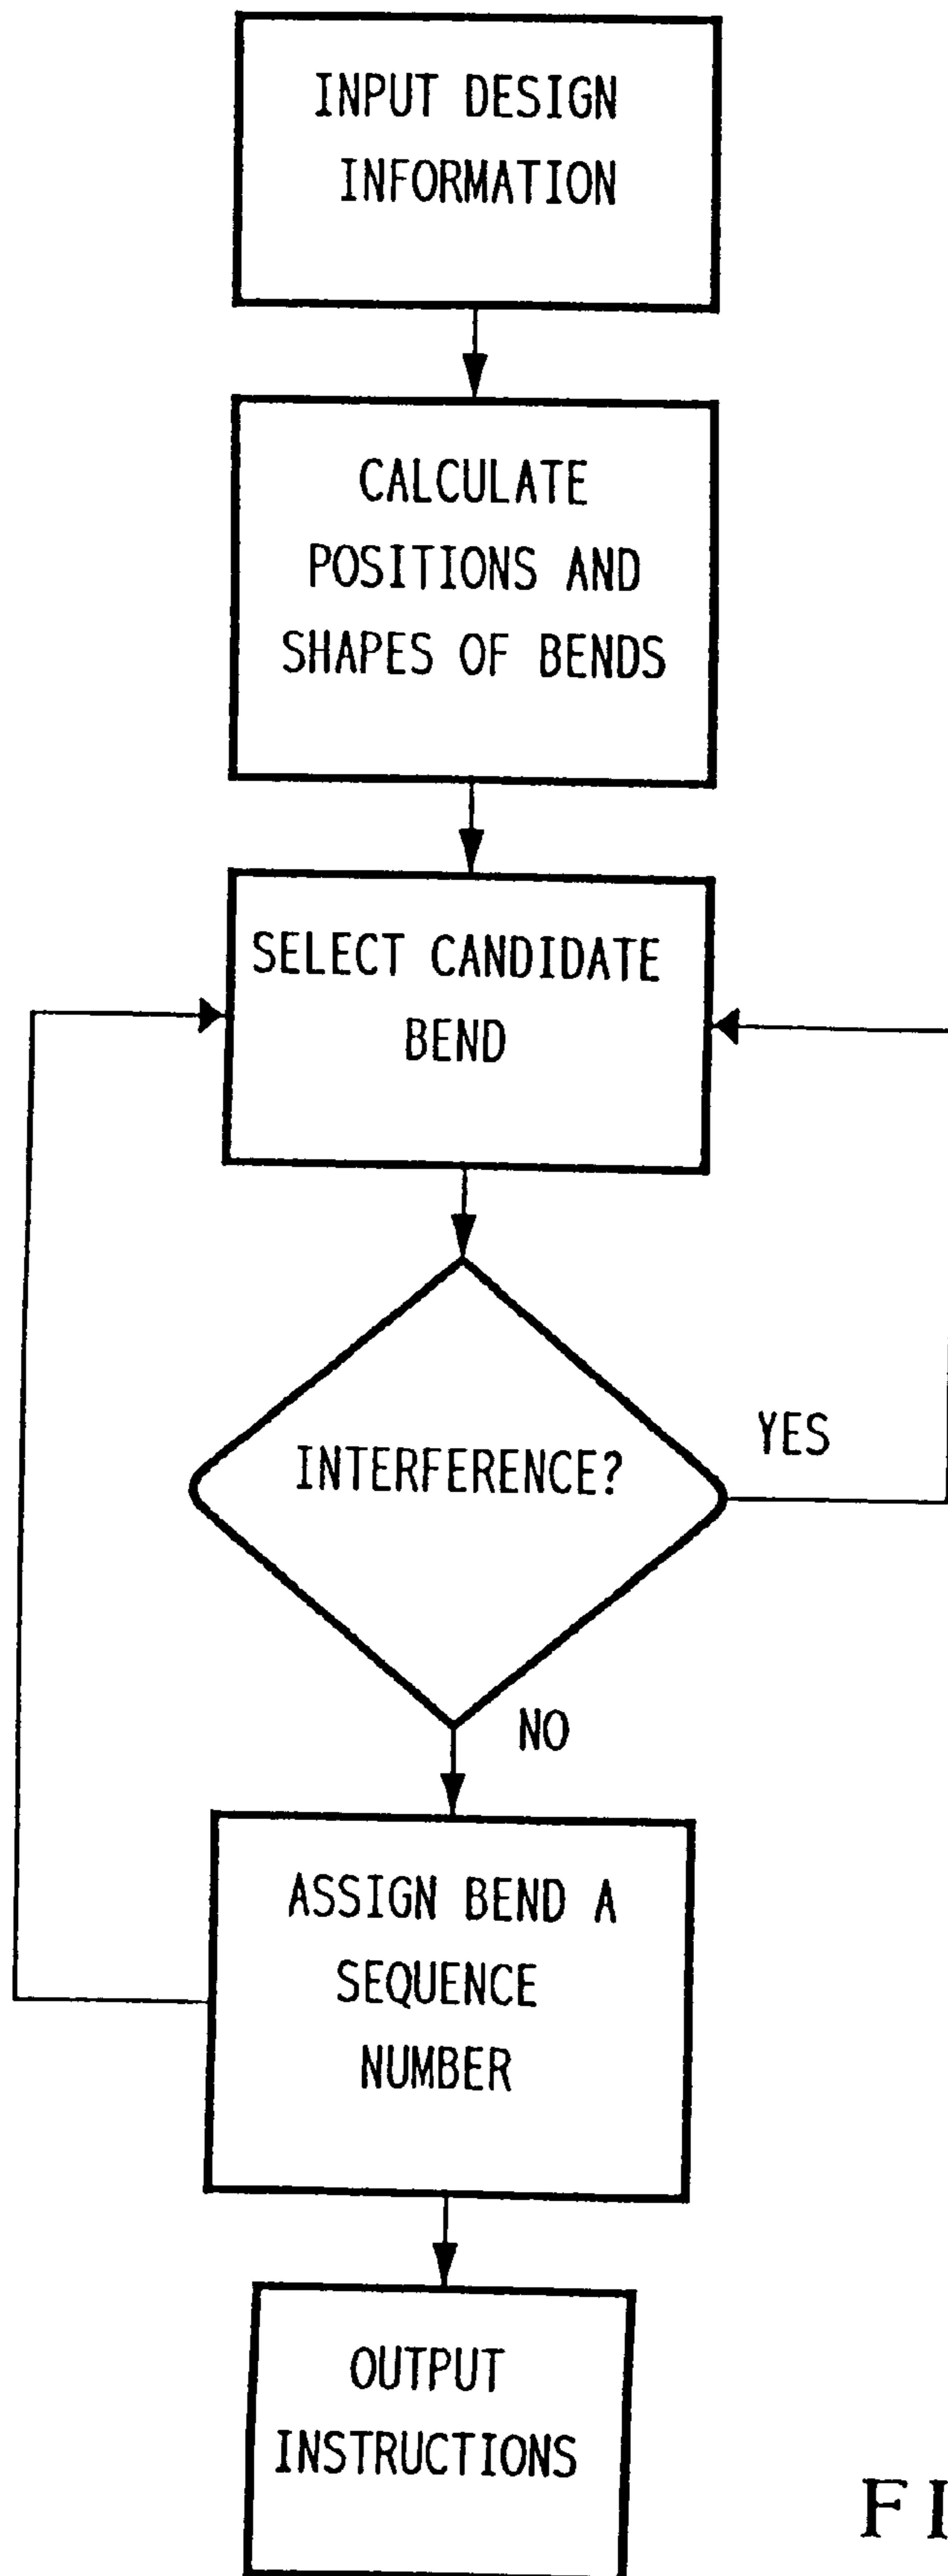 INPUT DESIGN
INFORMATION
CALCULATE
POSITIONS AND
SHAPES OF BENDS
SELECT CANDIDATE
BEND
INTERFERENCE?
YES
NO
ASSIGN BEND A
SEQUENCE
NUMBER
OUTPUT
INSTRUCTIONS
FI